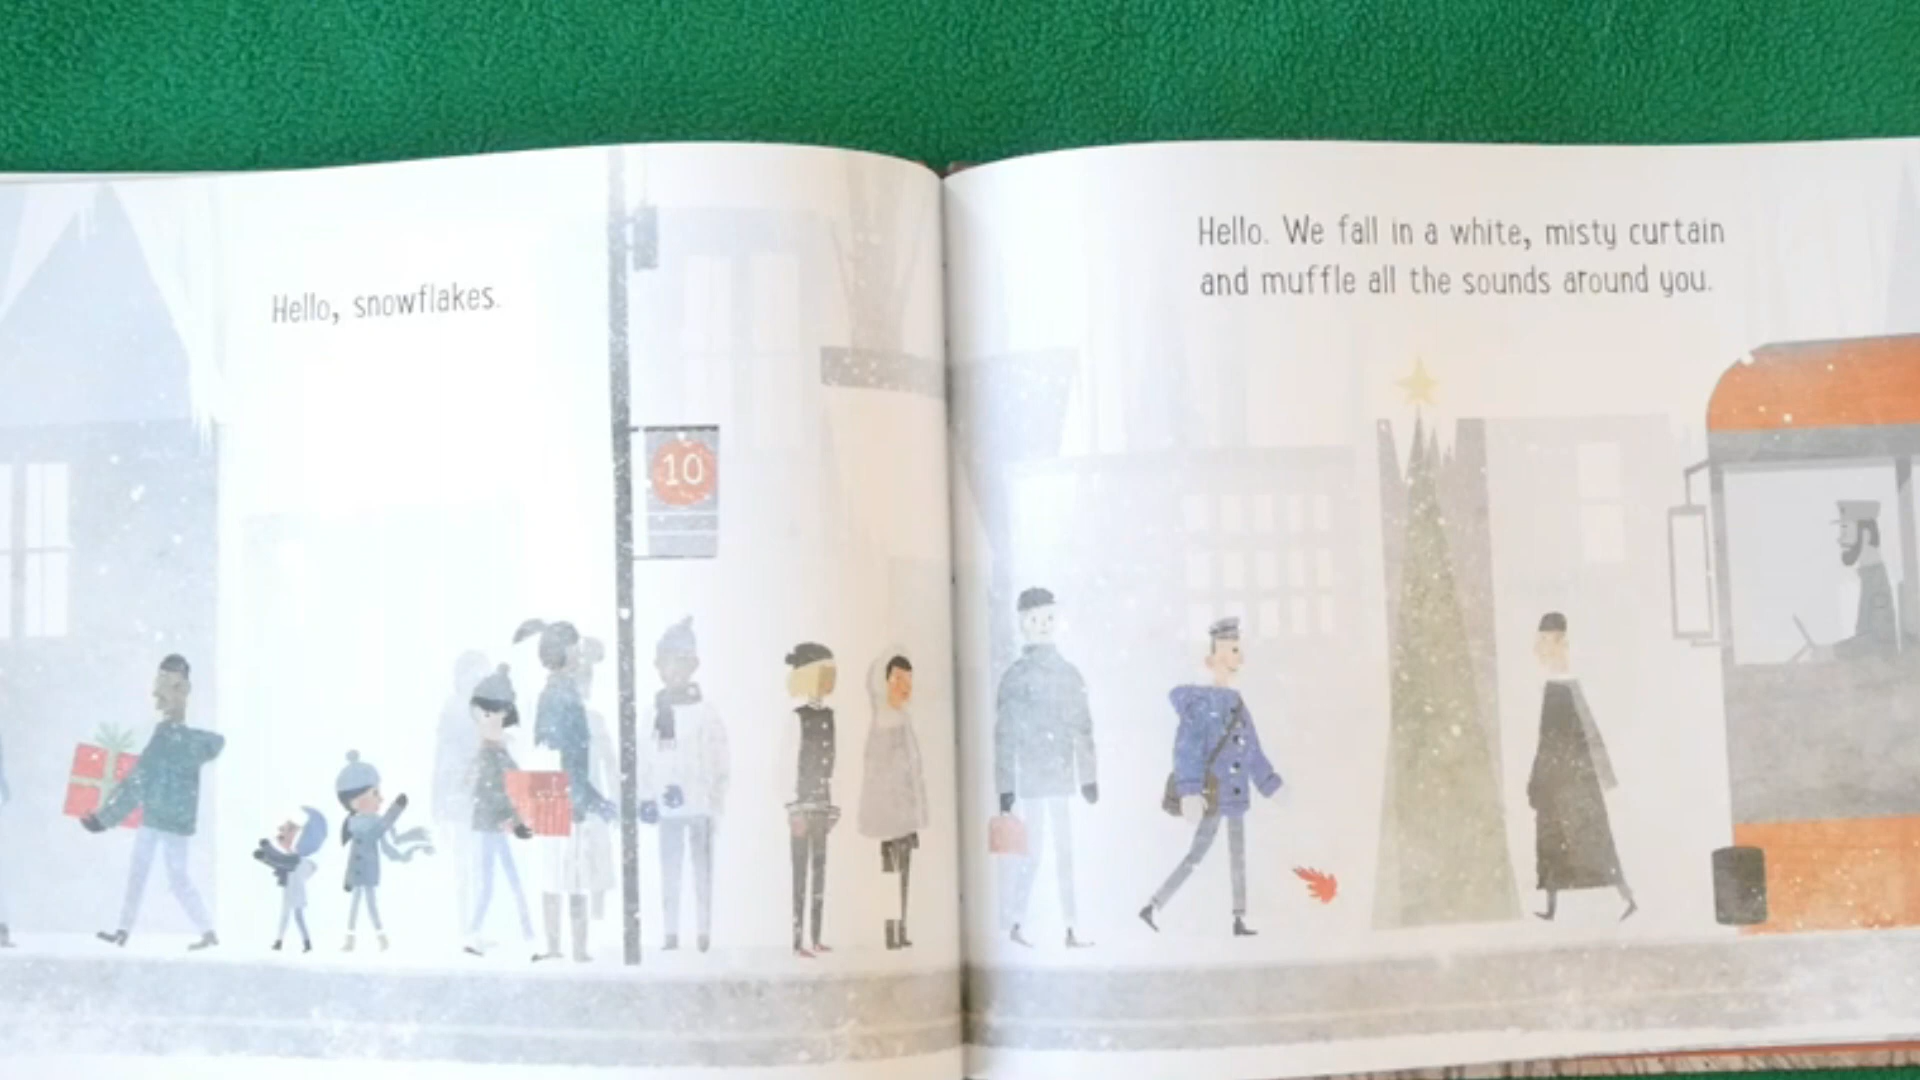 Hello, snowflakes.
10
Hello. We fall in a white, misty curtain
and muffle all the sounds around you.